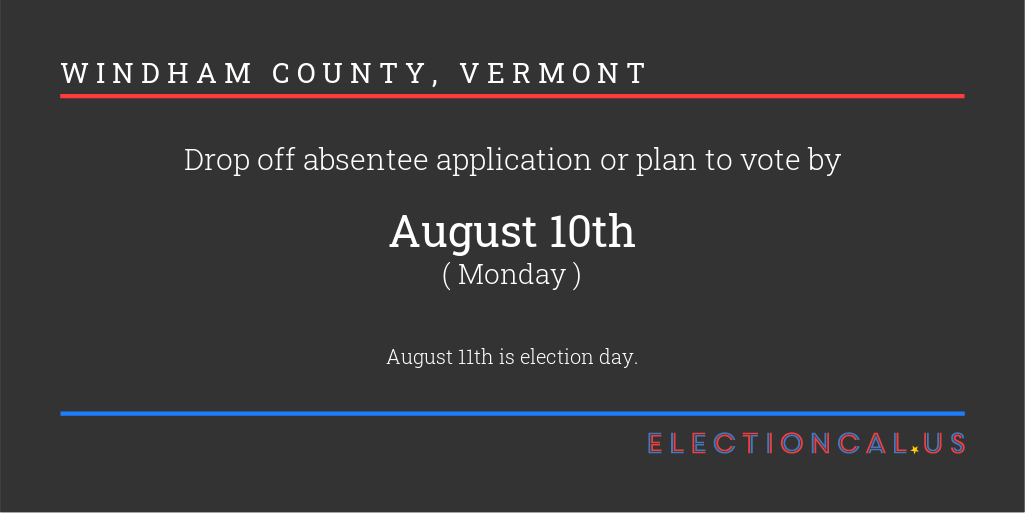 WINDHAM COUNTY, VERMONT
Drop off absentee application or plan to vote by
August 10th
( Monday )
August 11th is election day.
ELECTIONCAL.US